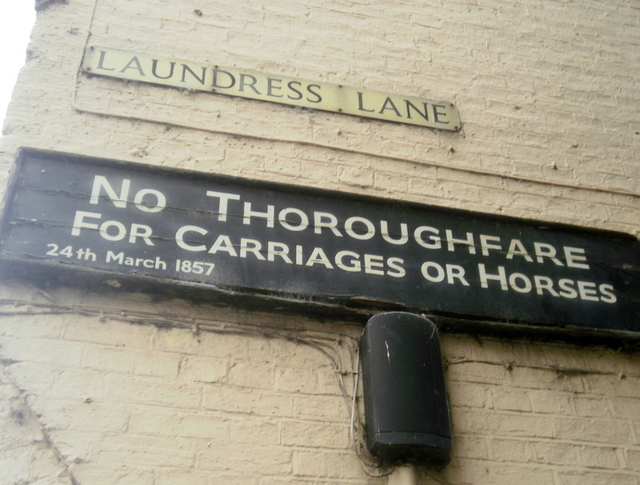 LAUNDRESS LANE
NO THOROUGHFARE
FOR CARRIAGES OR HORSES
24th March 1857